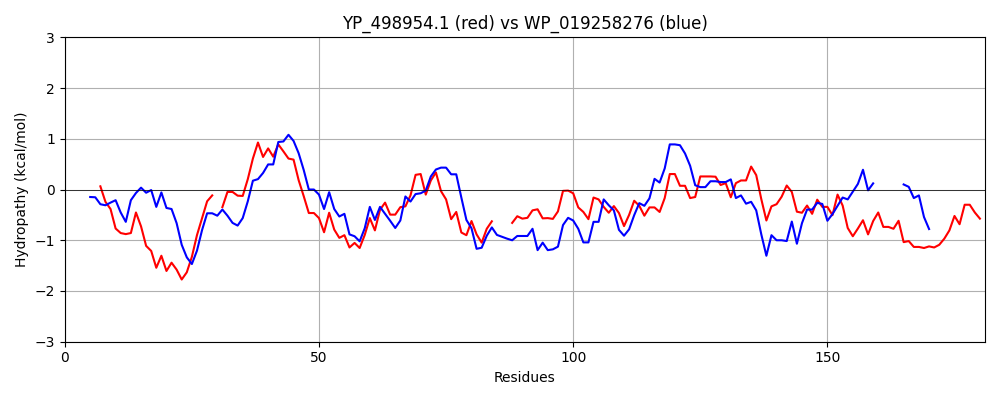 YP_498954.1 (red) vs WP_019258276 (blue)
Hydropathy (kcal/mol)
3
2
1
0
−1
−2
−3
0 50 100 150
Residues